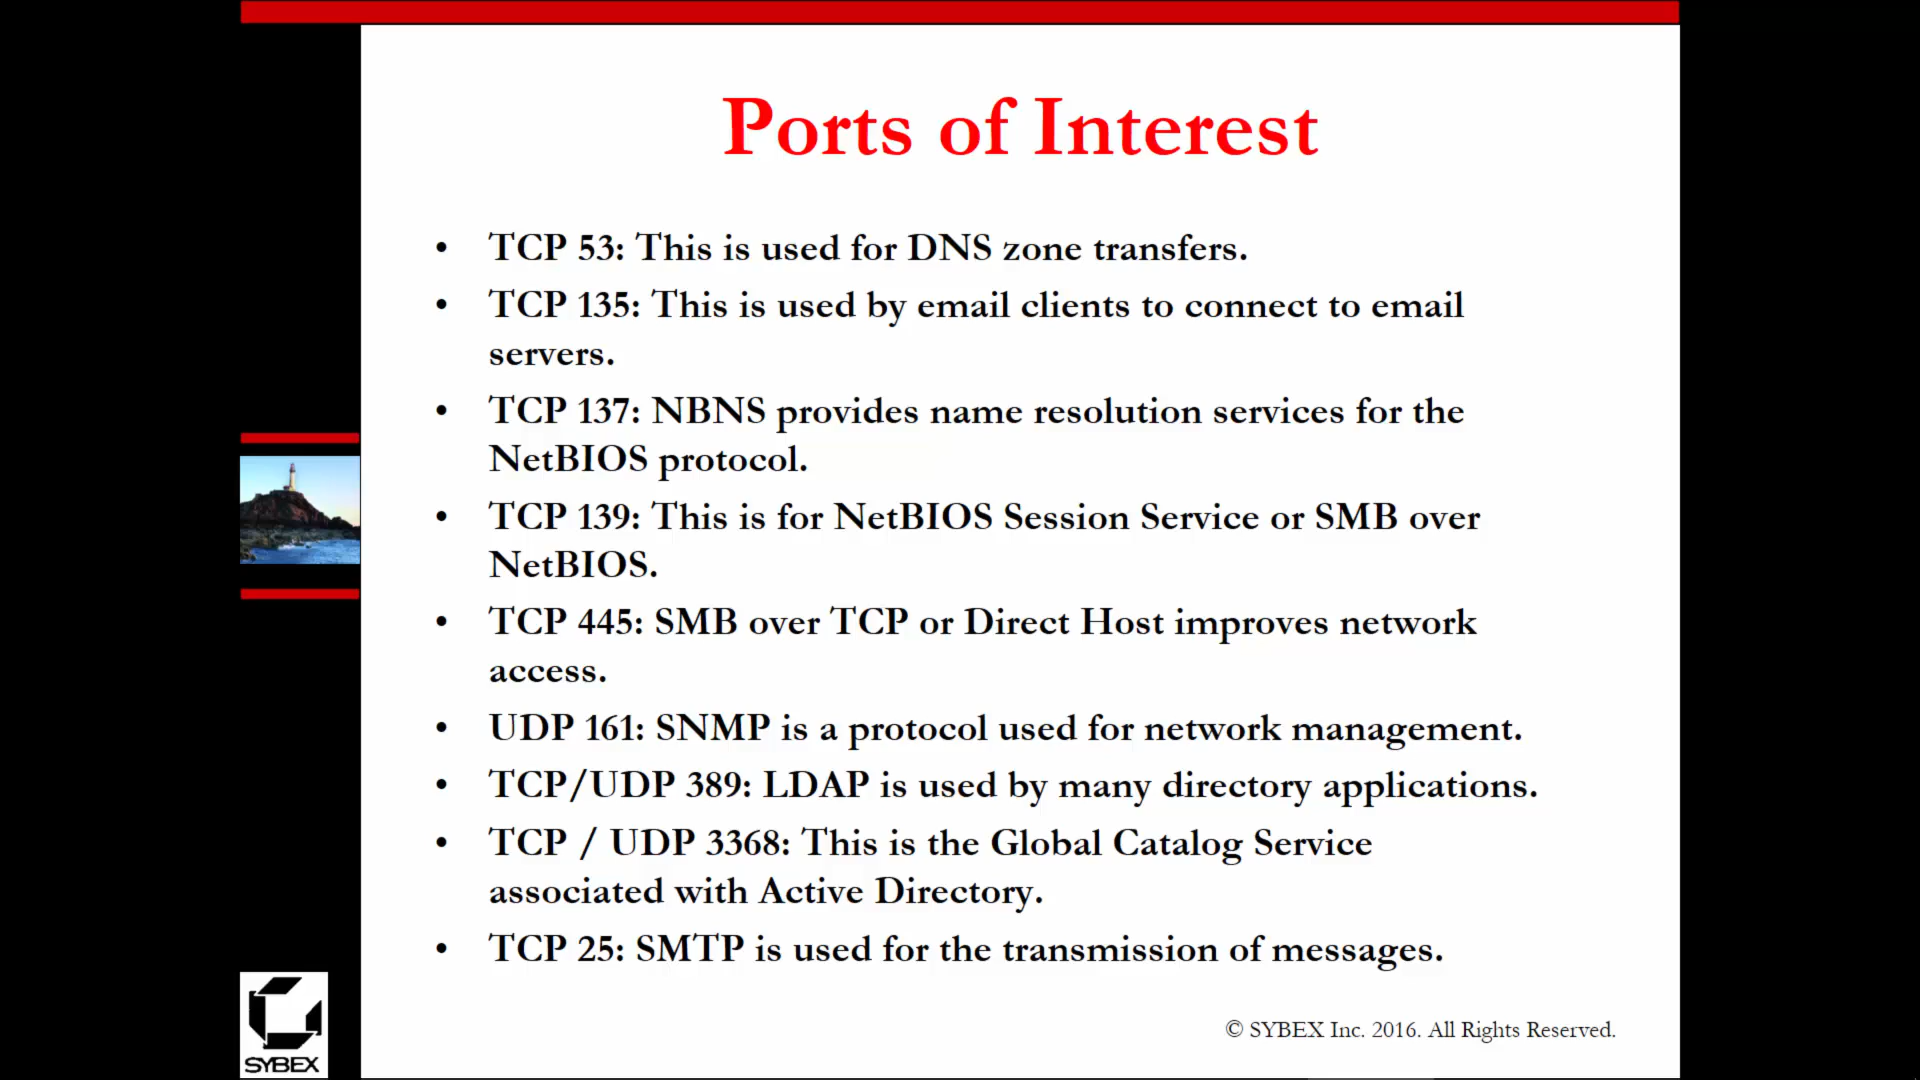 Ports of Interest
• TCP 53: This is used for DNS zone transfers.
• TCP 135: This is used by email clients to connect to email
servers.
• TCP 137: NBNS provides name resolution services for the
NetBIOS protocol.
• TCP 139: This is for NetBIOS Session Service or SMB over
NetBIOS.
• TCP 445: SMB over TCP or Direct Host improves network
access.
• UDP 161: SNMP is a protocol used for network management.
• TCP/UDP 389: LDAP is used by many directory applications.
• TCP / UDP 3368: This is the Global Catalog Service
associated with Active Directory.
• TCP 25: SMTP is used for the transmission of messages.
© SYBEX Inc. 2016. All Rights Reserved.
SYBEX